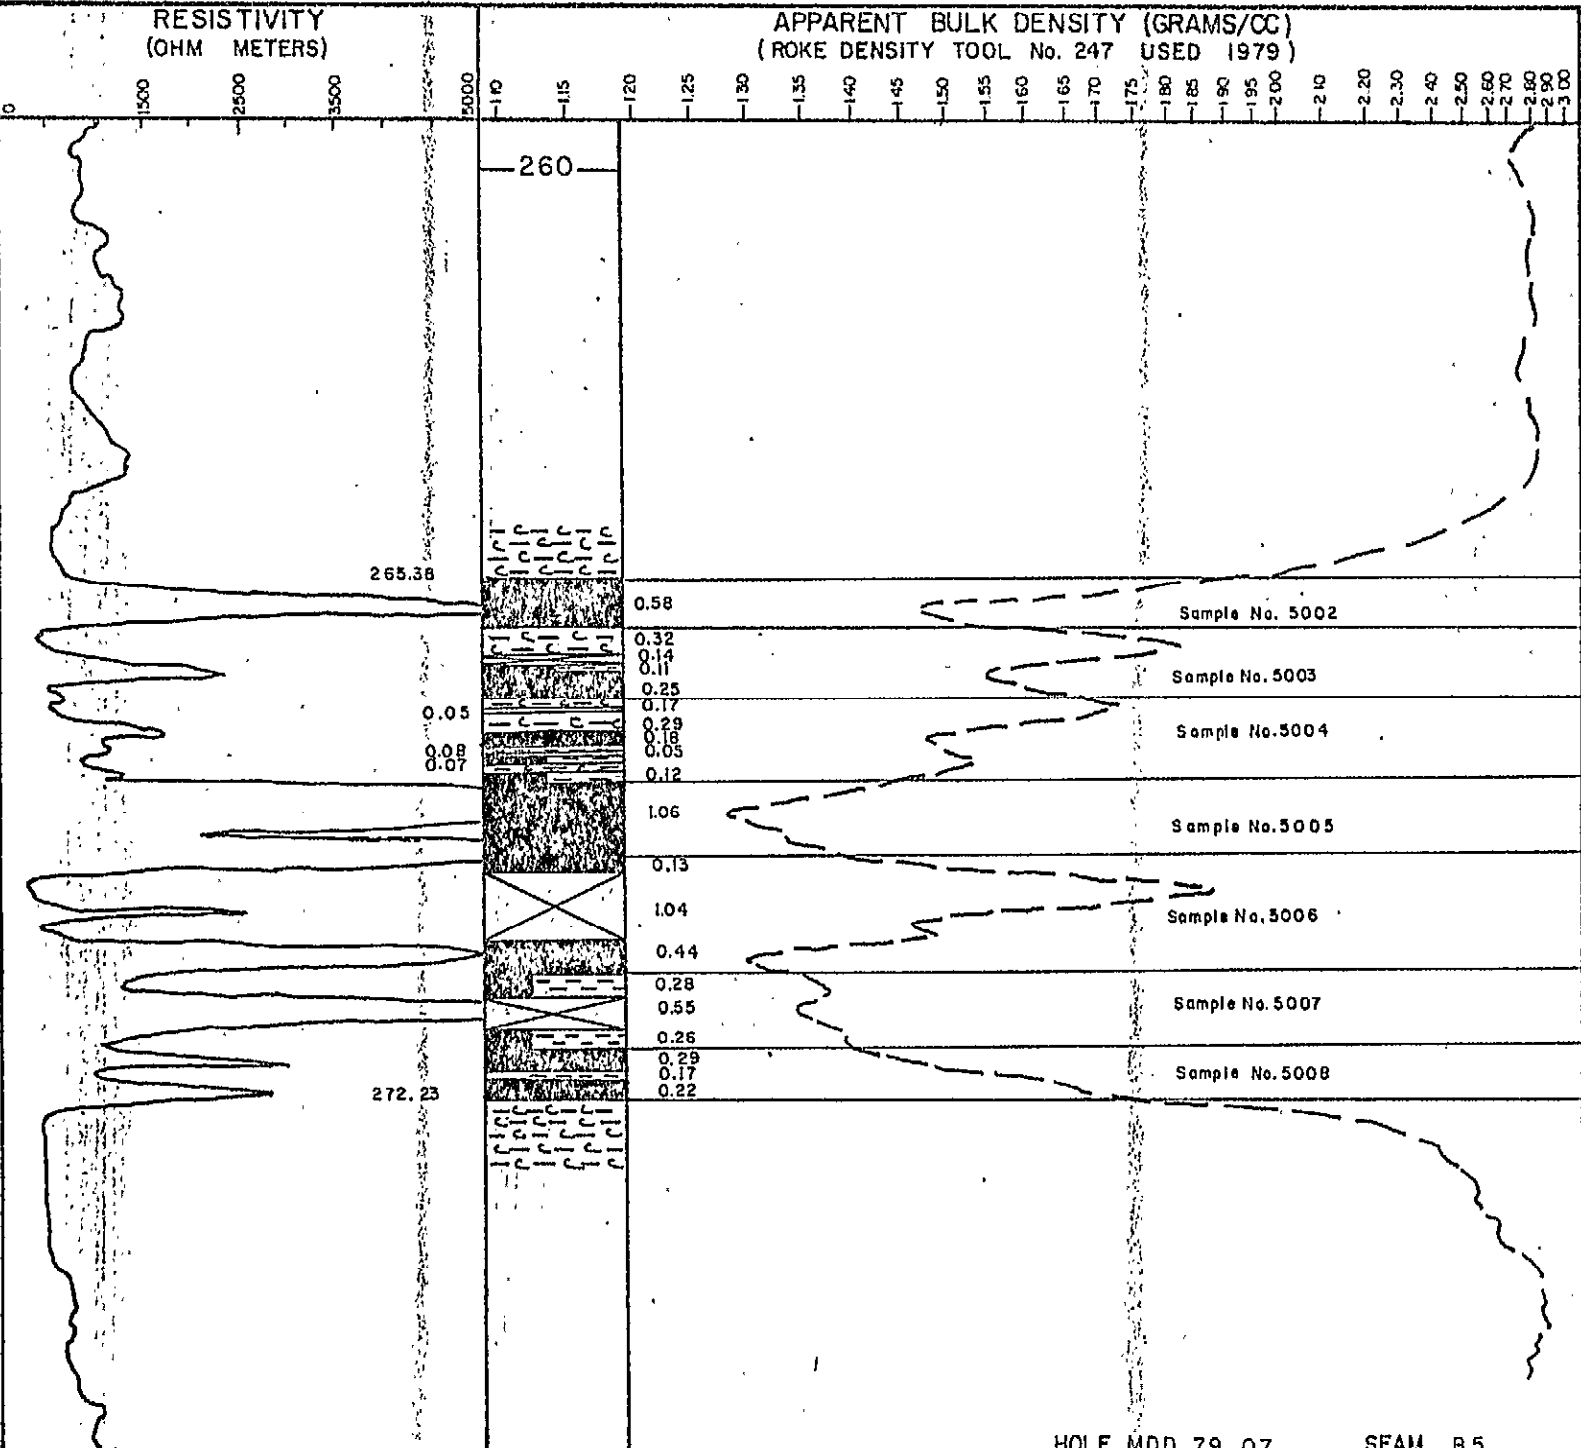 RESISTIVITY
(OHM METERS)
APPARENT BULK DENSITY (GRAMS/CC)
(ROKE DENSITY TOOL No. 247 USED 1979)
0 1500 2500 3500 5000
1.10 1.15 1.20 1.25 1.30 1.35 1.40 1.45 1.50 1.55 1.60 1.65 1.70 1.75 1.80 1.85 1.90 1.95 2.00 2.10 2.20 2.30 2.40 2.50 2.60 2.70 2.80 2.90 3.00
260
265.38
0.58
Sample No. 5002
0.32
0.14
0.11
Sample No. 5003
0.25
0.17
0.05
0.29
Sample No. 5004
0.18
0.08
0.05
0.07
0.12
1.06
Sample No. 5005
0.13
1.04
Sample No. 5006
0.44
0.28
0.55
Sample No. 5007
0.26
0.29
0.17
Sample No. 5008
272.23
0.22
HOLE MDD 79 07 SEAM B5